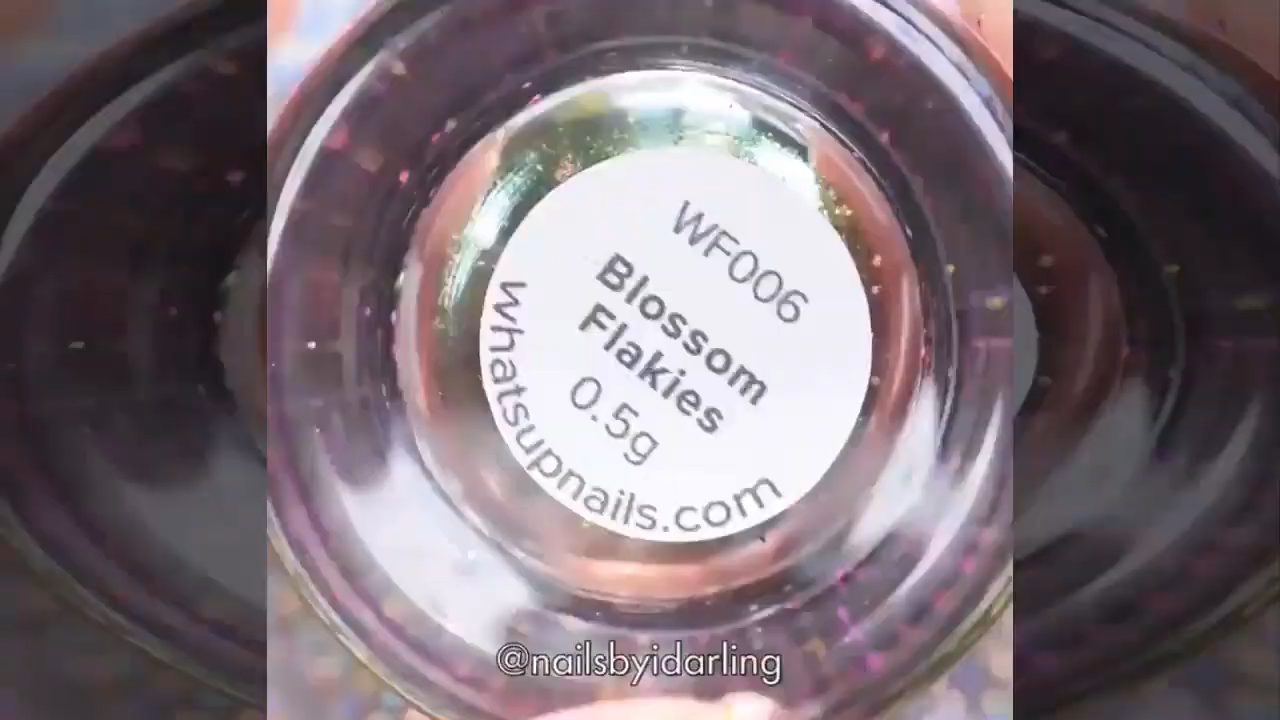 WF006
Blossom
Flakies
0.5g
Whatsupnails.com
@nailsbyidarling